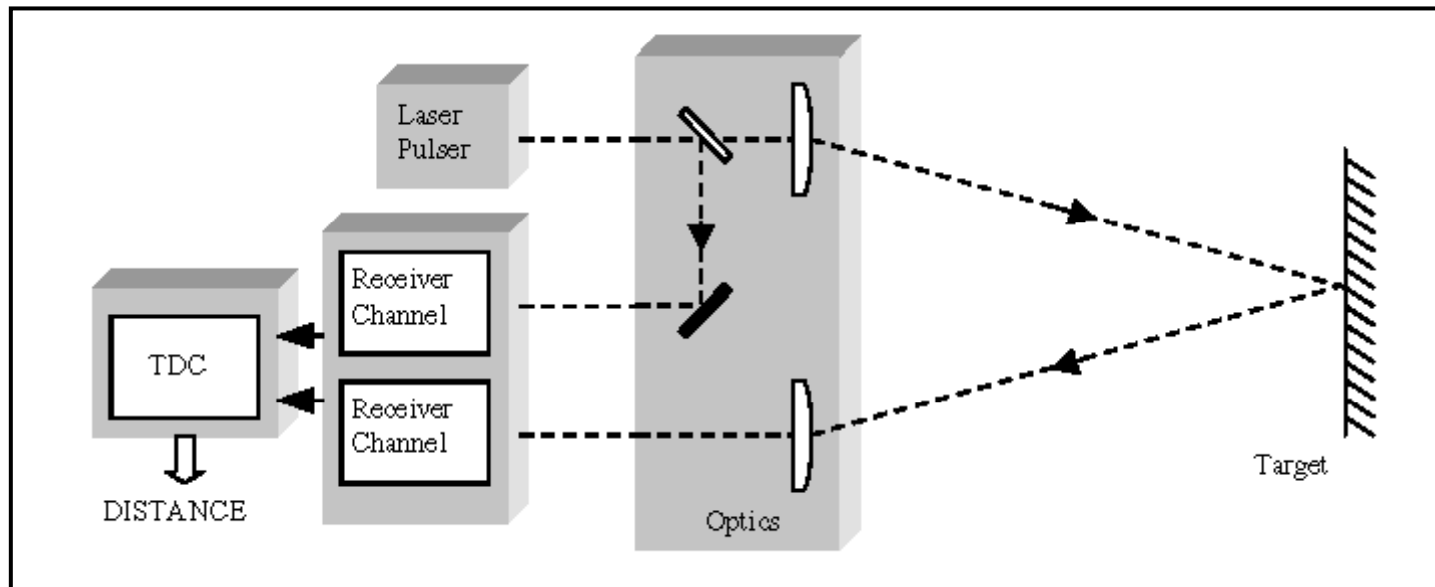 Laser
Pulser
Receiver
Channel
TDC
Receiver
Channel
DISTANCE
Optics
Target